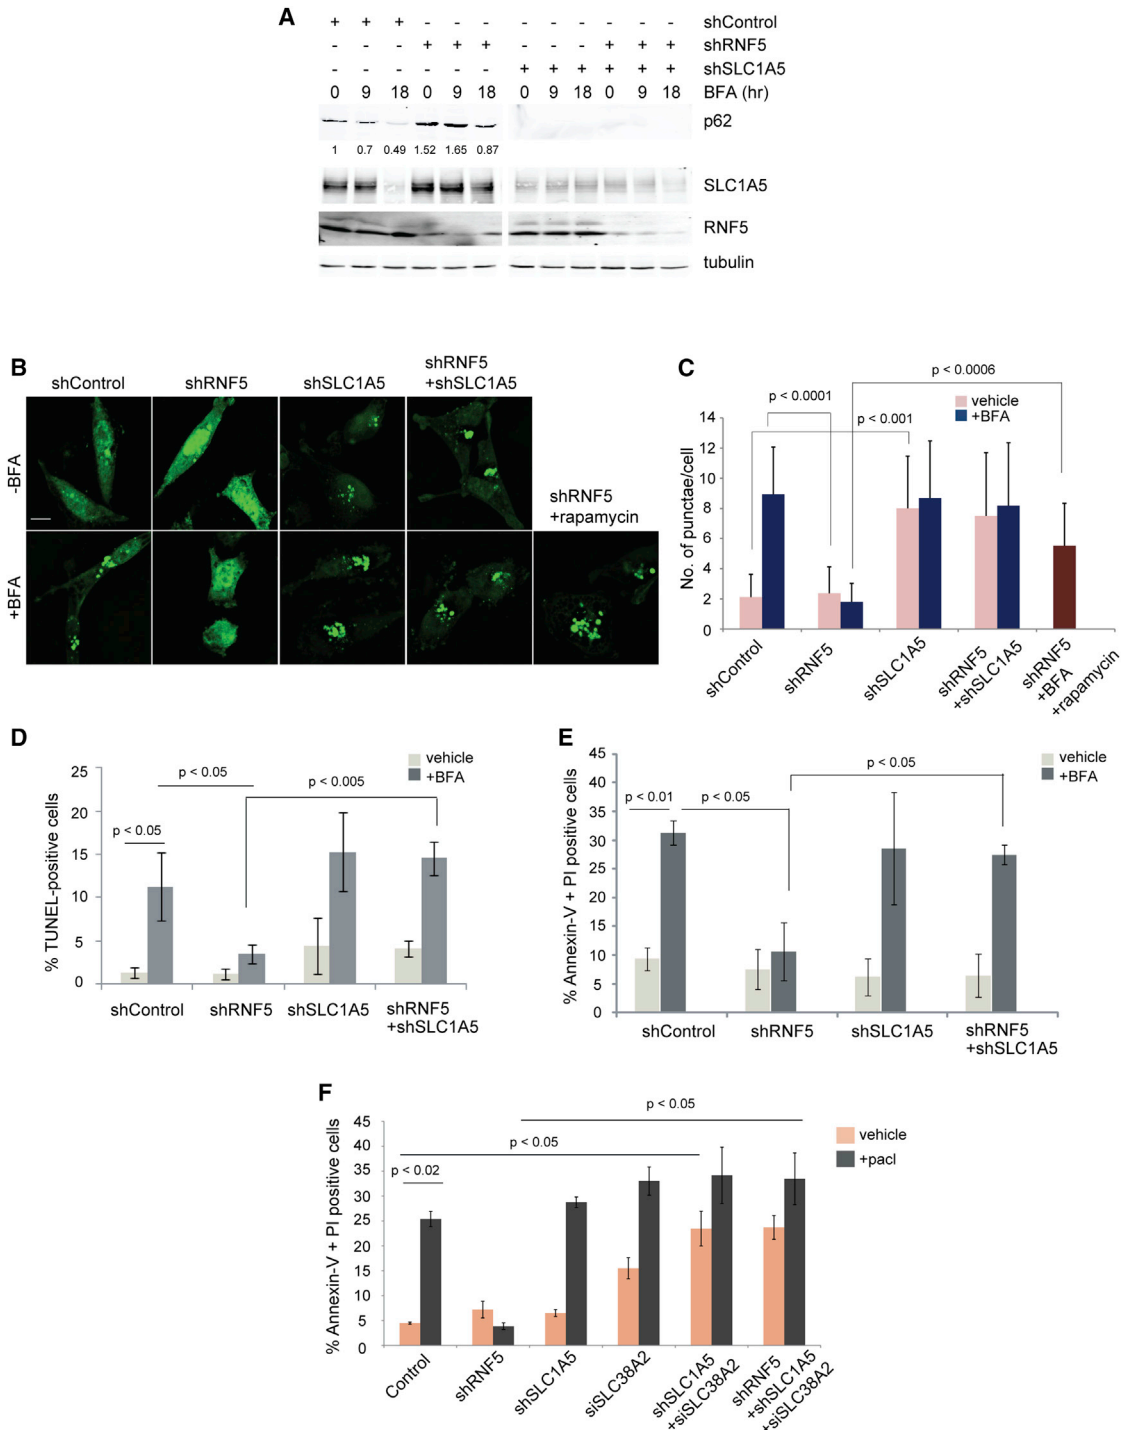 A
+ + + - - - - - - - - - shControl
- - - + + + - - - + + + shRNF5
- - - - - - + + + + + + shSLC1A5
0 9 18 0 9 18 0 9 18 0 9 18 BFA (hr)
p62
1 0.7 0.49 1.52 1.65 0.87
SLC1A5
RNF5
tubulin
B
shControl
shRNF5
shSLC1A5
shRNF5
+shSLC1A5
-BFA
+BFA
shRNF5
+rapamycin
C
p < 0.0006
p < 0.0001
p < 0.001
vehicle
+BFA
No. of punctae/cell
14
12
10
8
6
4
2
0
shControl
shRNF5
shSLC1A5
shRNF5
+shSLC1A5
shRNF5
+BFA
+rapamycin
D
vehicle
+BFA
p < 0.05
p < 0.005
p < 0.05
% TUNEL-positive cells
25
20
15
10
5
0
shControl
shRNF5
shSLC1A5
shRNF5
+shSLC1A5
E
vehicle
+BFA
p < 0.05
p < 0.01
p < 0.05
% Annexin-V + PI positive cells
45
40
35
30
25
20
15
10
5
0
shControl
shRNF5
shSLC1A5
shRNF5
+shSLC1A5
F
p < 0.05
p < 0.05
p < 0.02
vehicle
+pacl
% Annexin-V + PI positive cells
45
40
35
30
25
20
15
10
5
0
Control
shRNF5
shSLC1A5
siSLC38A2
shSLC1A5
+siSLC38A2
shRNF5
+shSLC1A5
+siSLC38A2